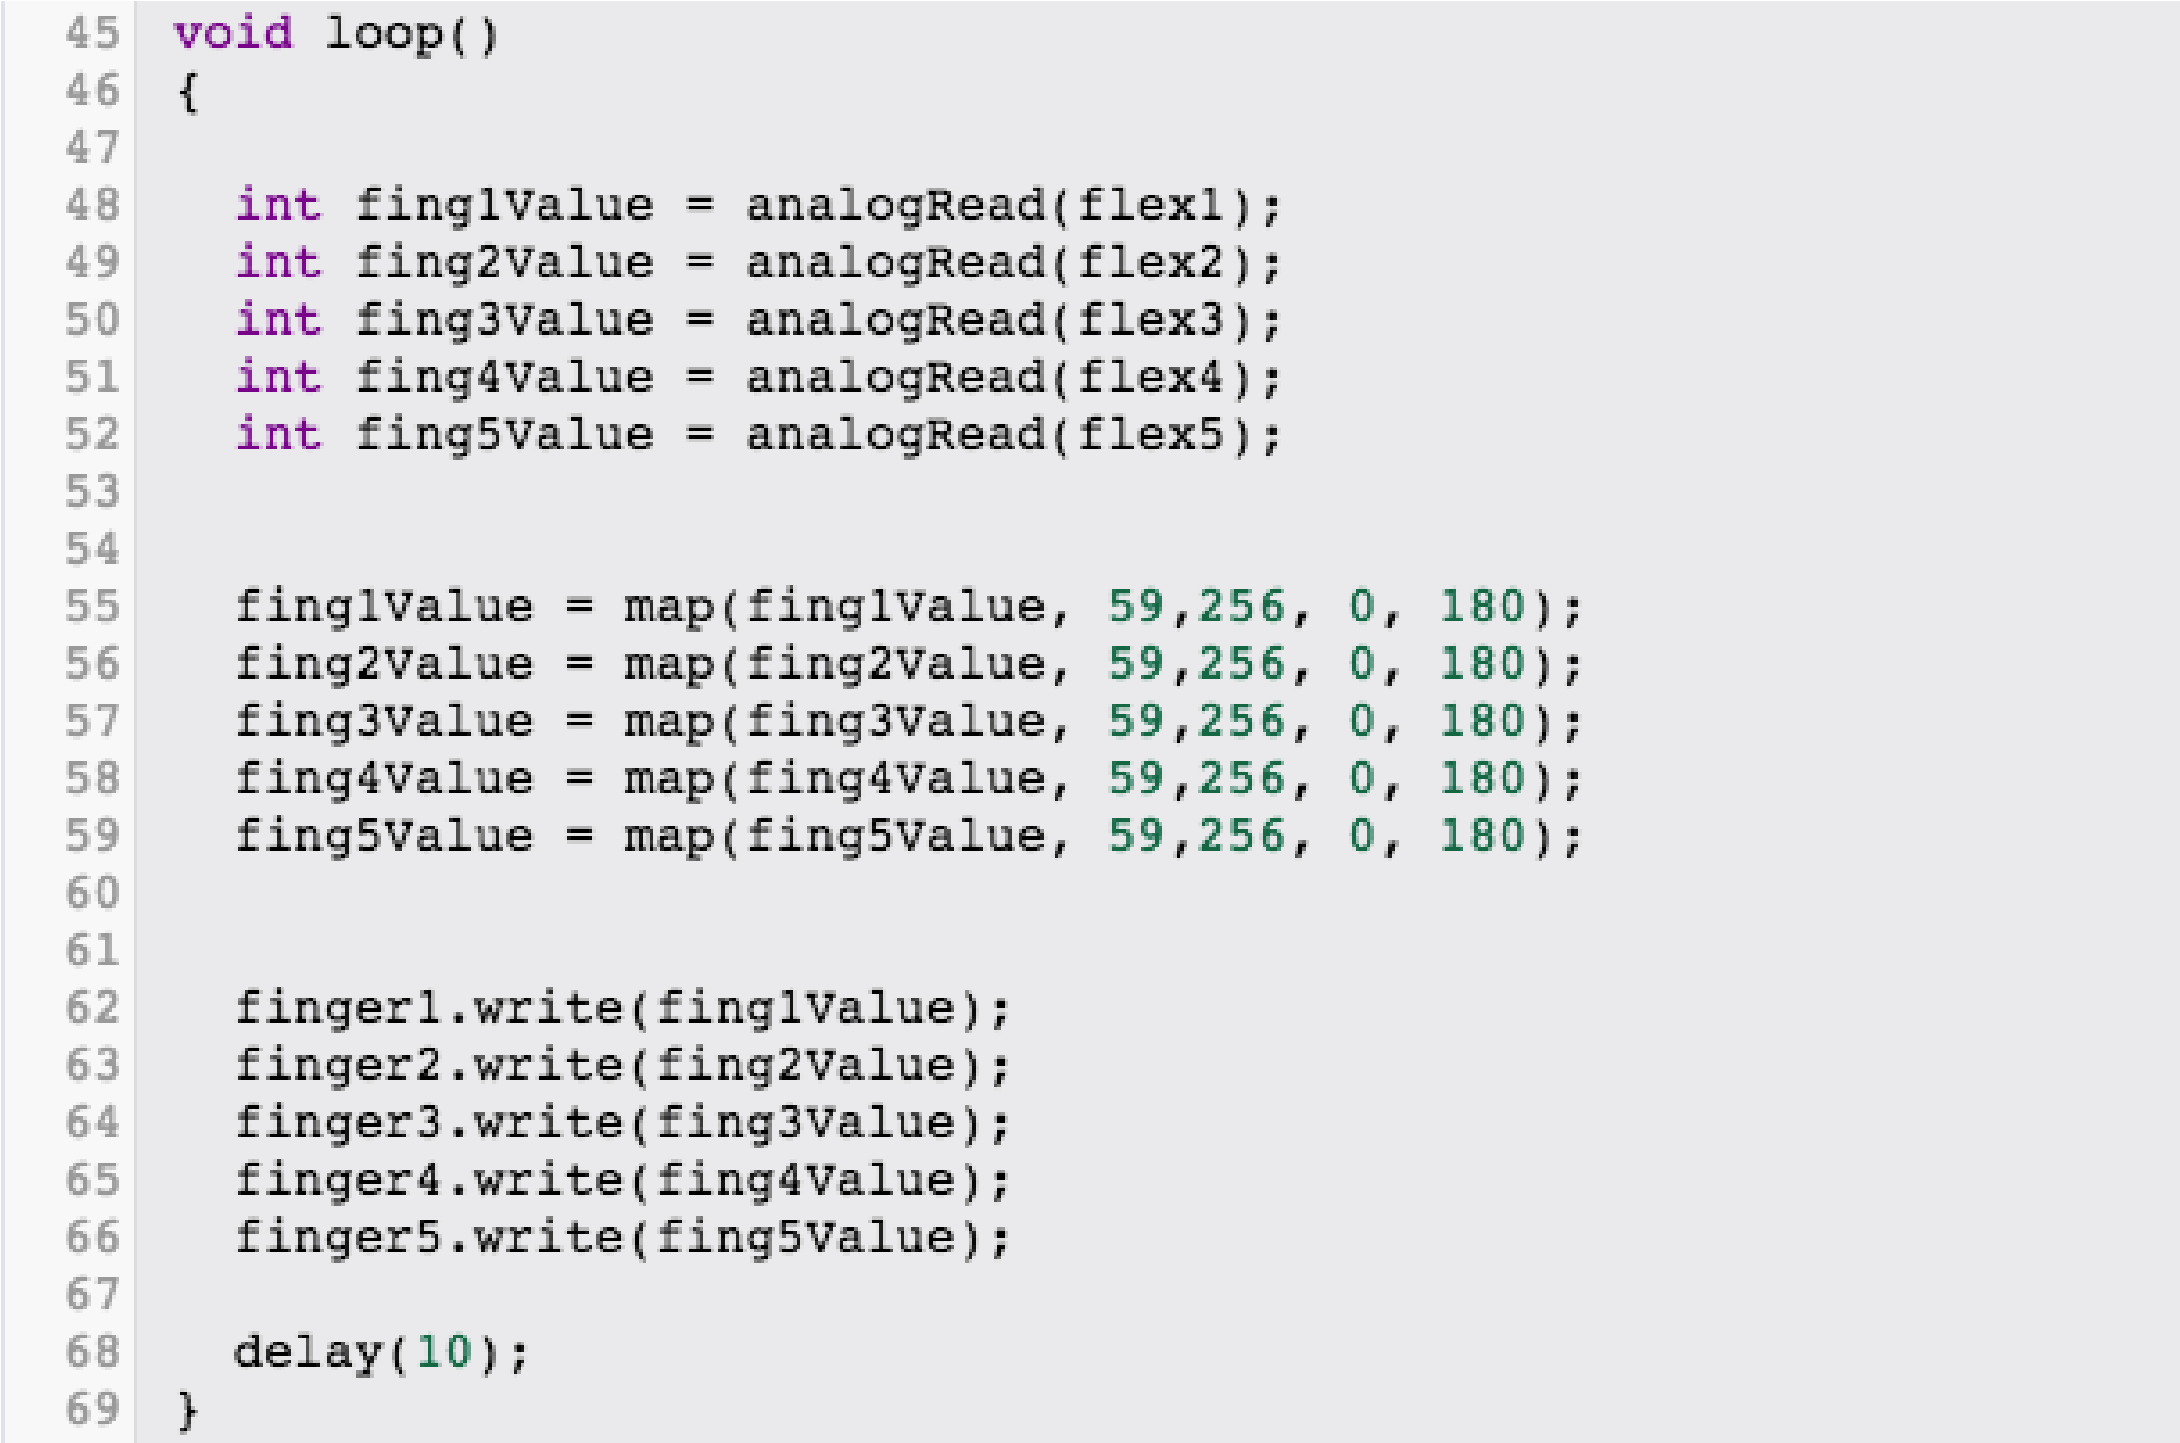 45 void loop()
46 {
47
48 int fing1Value = analogRead(flex1);
49 int fing2Value = analogRead(flex2);
50 int fing3Value = analogRead(flex3);
51 int fing4Value = analogRead(flex4);
52 int fing5Value = analogRead(flex5);
53
54
55 fing1Value = map(fing1Value, 59,256, 0, 180);
56 fing2Value = map(fing2Value, 59,256, 0, 180);
57 fing3Value = map(fing3Value, 59,256, 0, 180);
58 fing4Value = map(fing4Value, 59,256, 0, 180);
59 fing5Value = map(fing5Value, 59,256, 0, 180);
60
61
62 finger1.write(fing1Value);
63 finger2.write(fing2Value);
64 finger3.write(fing3Value);
65 finger4.write(fing4Value);
66 finger5.write(fing5Value);
67
68 delay(10);
69 }